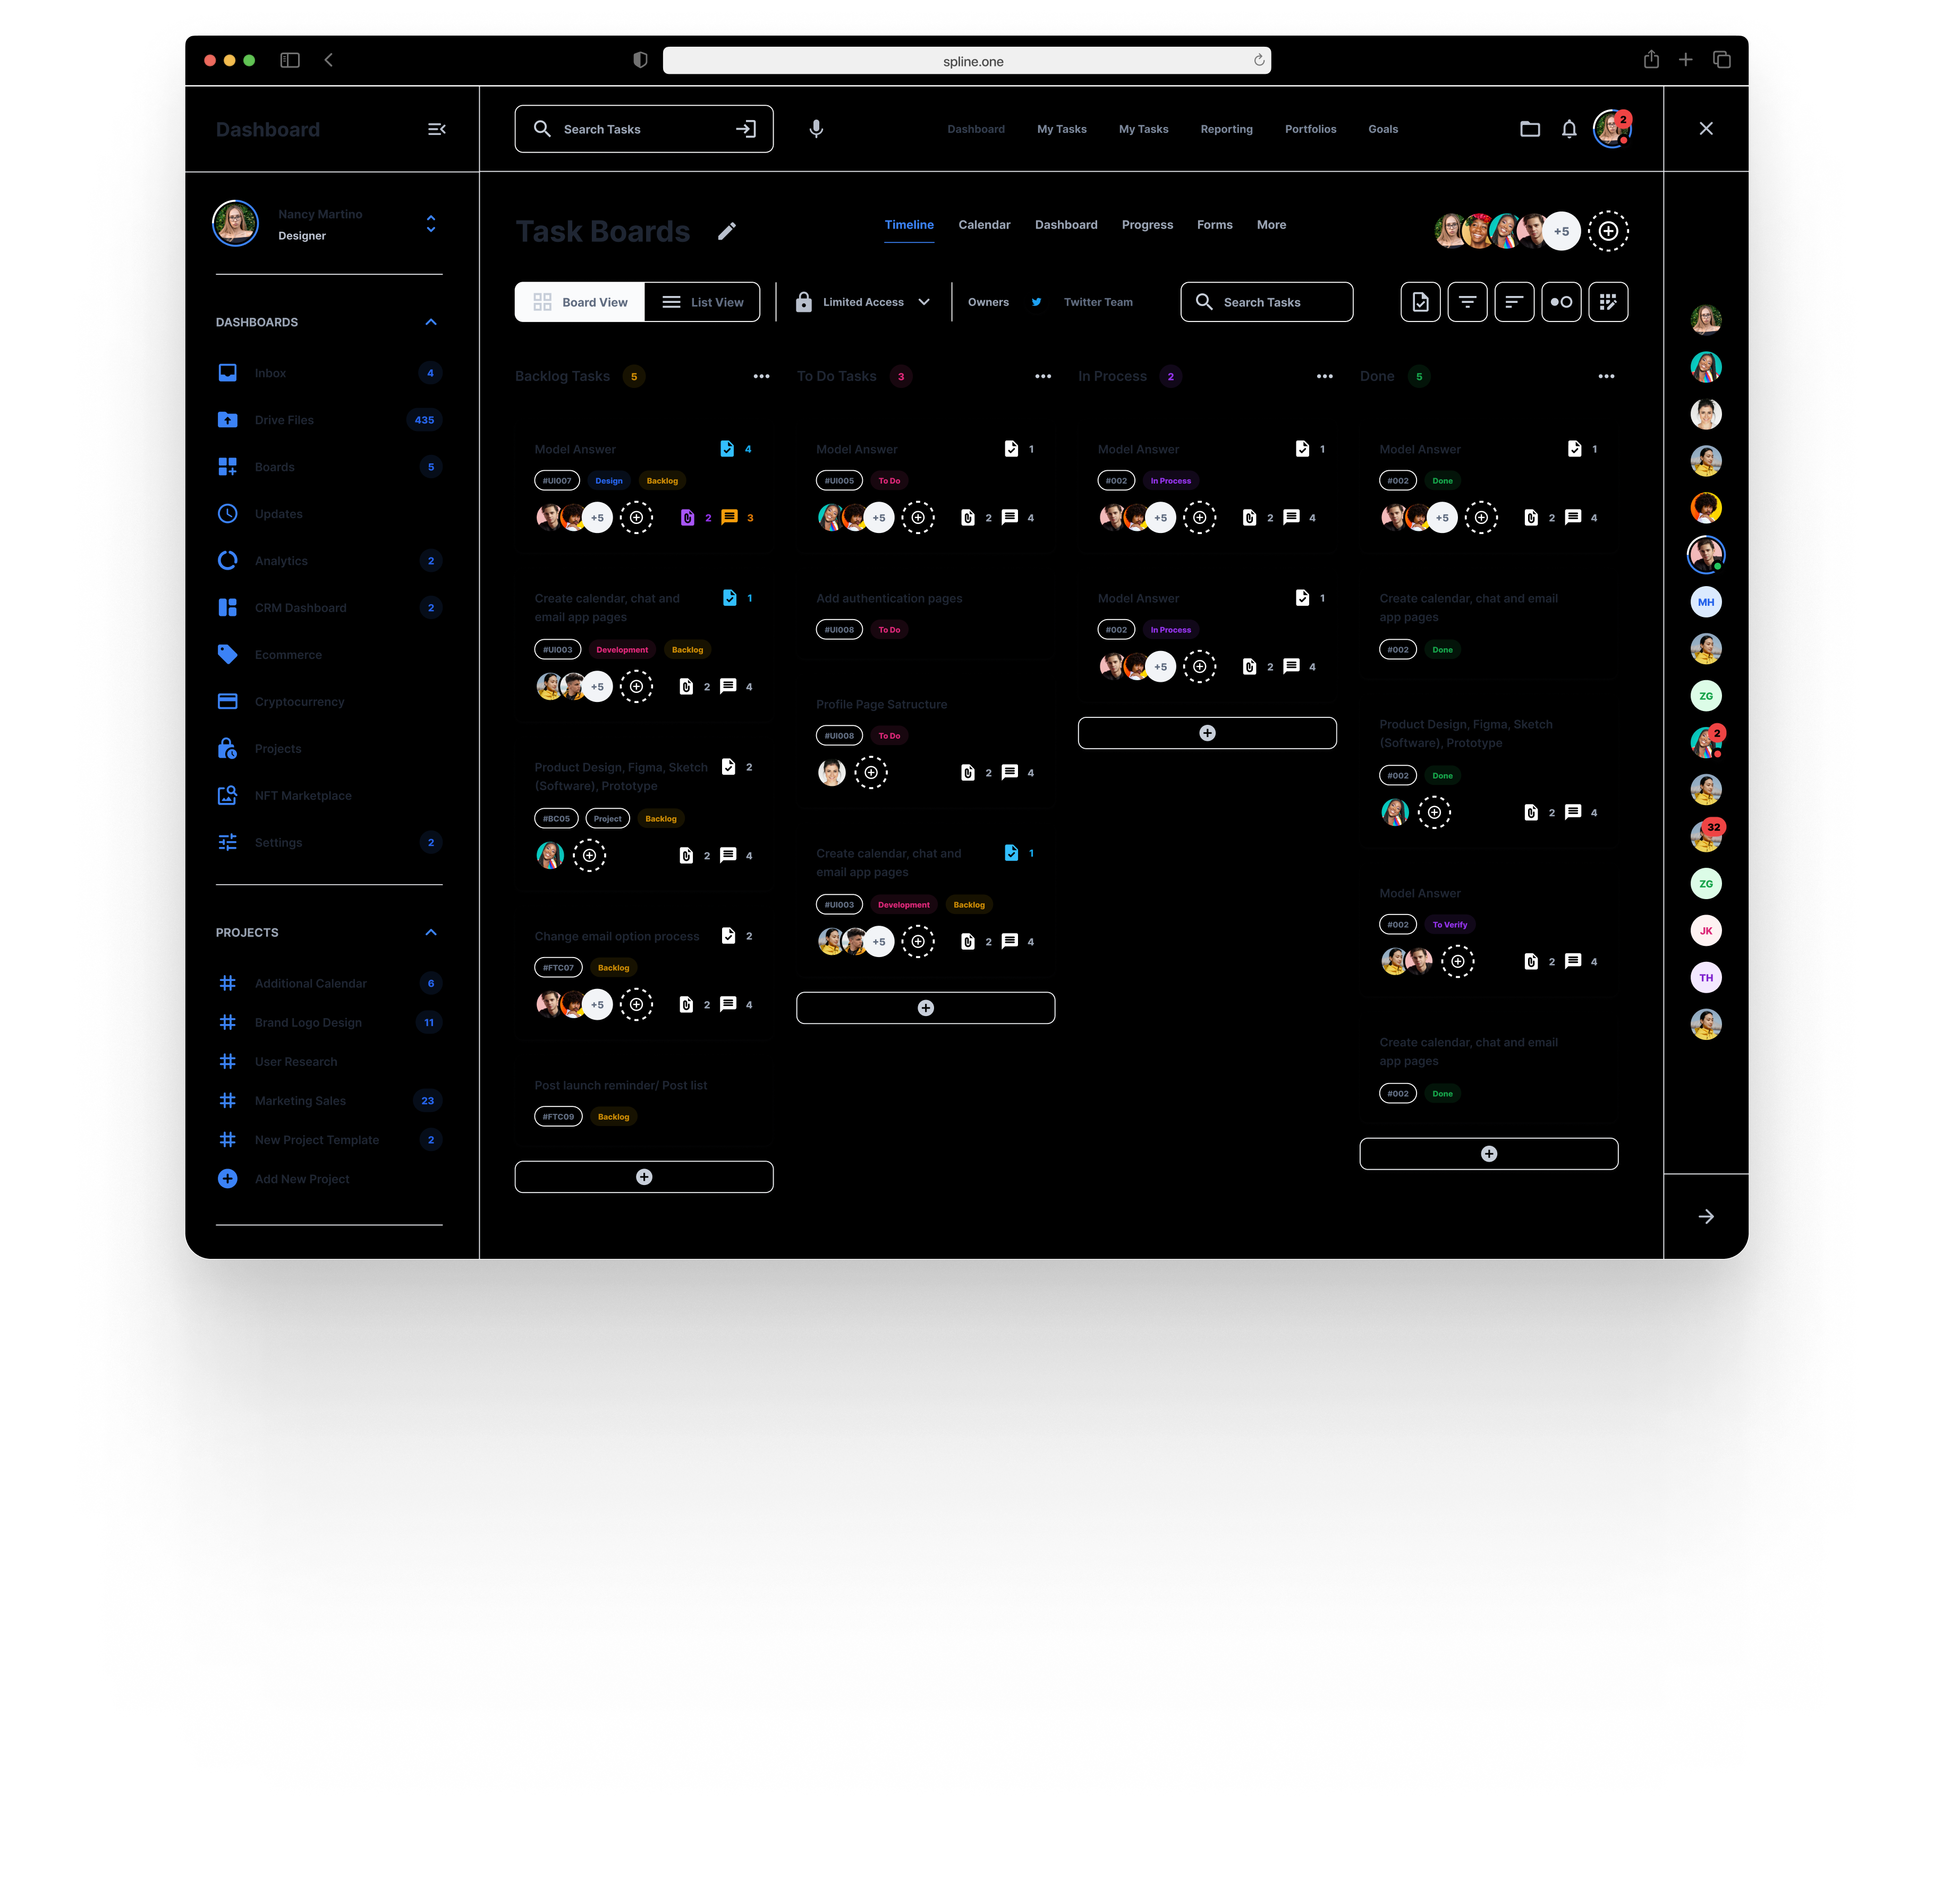 spline.one
Dashboard
Search Tasks
Dashboard My Tasks My Tasks Reporting Portfolios Goals
2
Nancy Martino
Designer
DASHBOARDS
Inbox 4
Drive Files 435
Boards 5
Updates
Analytics 2
CRM Dashboard 2
Ecommerce
Cryptocurrency
Projects
NFT Marketplace
Settings 2
PROJECTS
Additional Calendar 6
Brand Logo Design 11
User Research
Marketing Sales 23
New Project Template 2
Add New Project
Task Boards
Timeline Calendar Dashboard Progress Forms More
+5
Board View List View Limited Access Owners Twitter Team Search Tasks
Backlog Tasks 5
Model Answer 4
#UI007 Design Backlog
+5 2 3
Create calendar, chat and 1
email app pages
#UI003 Development Backlog
+5 2 4
Product Design, Figma, Sketch 2
(Software), Prototype
#BC05 Project Backlog
2 4
Change email option process 2
#FTC07 Backlog
+5 2 4
Post launch reminder/ Post list
#FTC09 Backlog
To Do Tasks 3
Model Answer 1
#UI005 To Do
+5 2 4
Add authentication pages
#UI008 To Do
Profile Page Satructure
#UI008 To Do
2 4
Create calendar, chat and 1
email app pages
#UI003 Development Backlog
+5 2 4
In Process 2
Model Answer 1
#002 In Process
+5 2 4
Model Answer 1
#002 In Process
+5 2 4
Done 5
Model Answer 1
#002 Done
+5 2 4
Create calendar, chat and email
app pages
#002 Done
Product Design, Figma, Sketch
(Software), Prototype
#002 Done
2 4
Model Answer
#002 To Verify
2 4
Create calendar, chat and email
app pages
#002 Done
MH
ZG
2
32
ZG
JK
TH